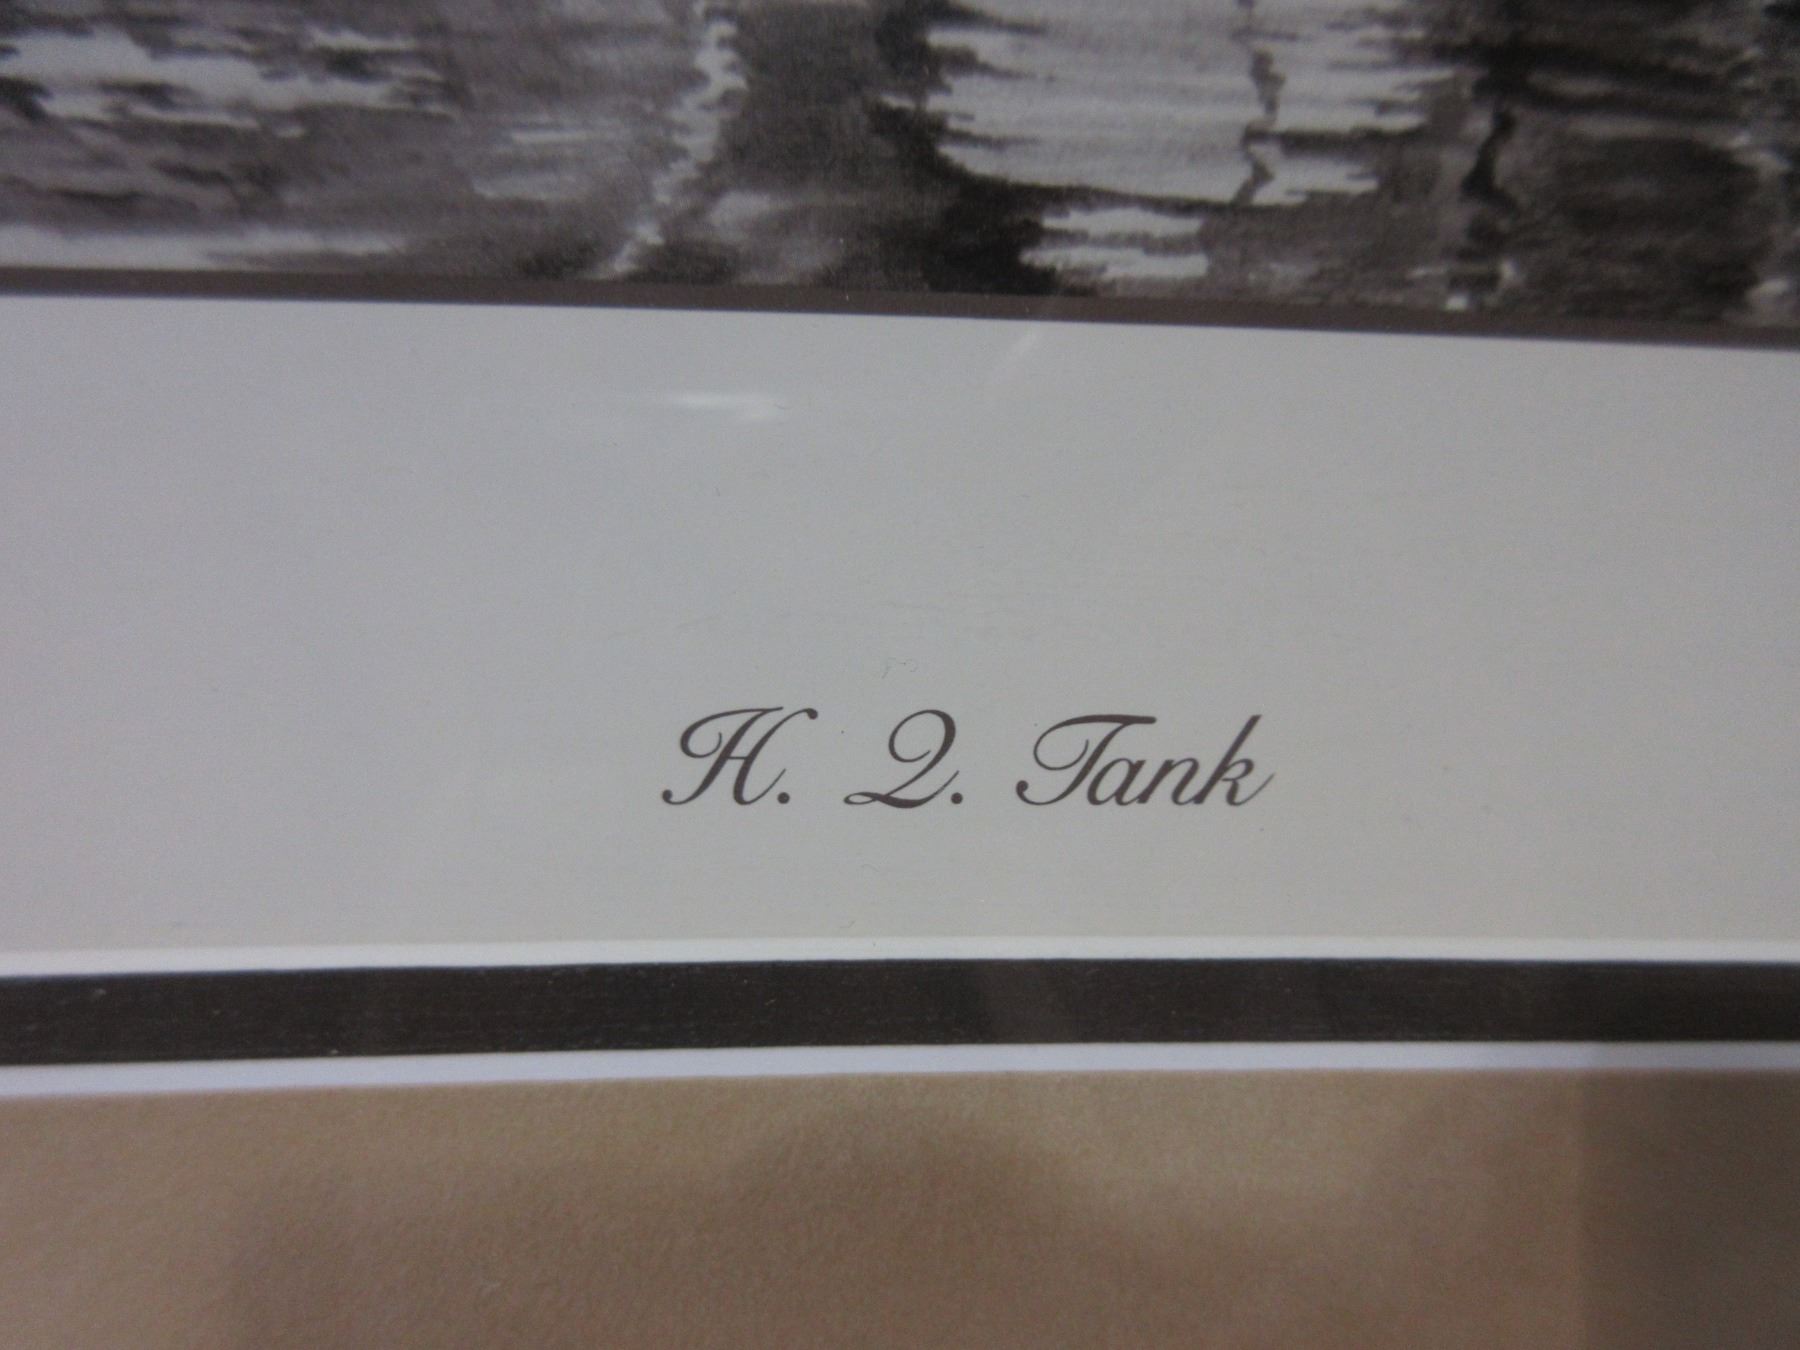 H. Q. Tank